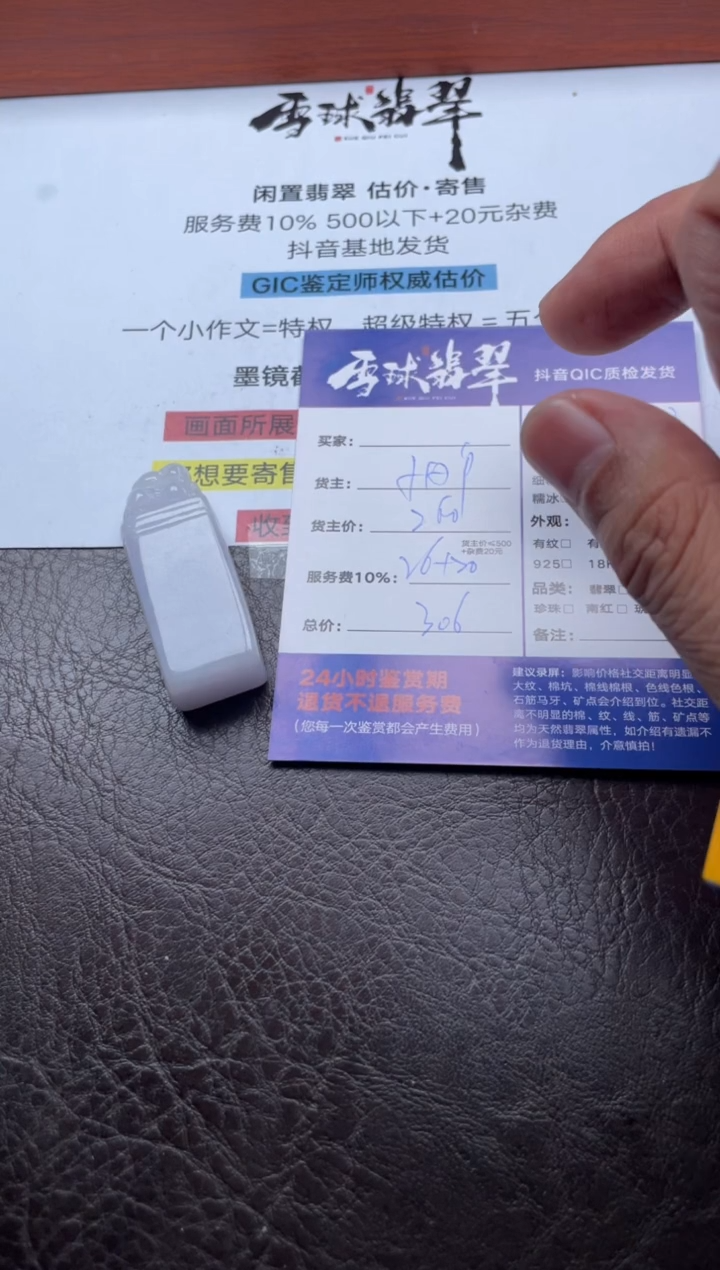 雪球翡翠
XUE QIU FEI CUI
闲置翡翠 估价·寄售
服务费10% 500以下+20元杂费
抖音基地发货
GIC鉴定师权威估价
一个小作文=特权 超级特权=五
墨镜
画面所展
想要寄售
收
雪球翡翠
抖音QIC质检发货
买家:
货主:
货主价: 260
货主价≤500
+杂费20元
服务费10%: 26+20
总价: 306
24小时鉴赏期
退货不退服务费
(您每一次鉴赏都会产生费用)
糯冰
外观:
有纹□ 有
925□ 18
品类: 翡翠□
珍珠□ 南红□
备注:
建议录屏:影响价格社交距离明显
大纹、棉坑、棉线棉根、色线色根、
石筋马牙、矿点会介绍到位。社交距
离不明显的棉、纹、线、筋、矿点等
均为天然翡翠属性,如介绍有遗漏不
作为退货理由,介意慎拍!